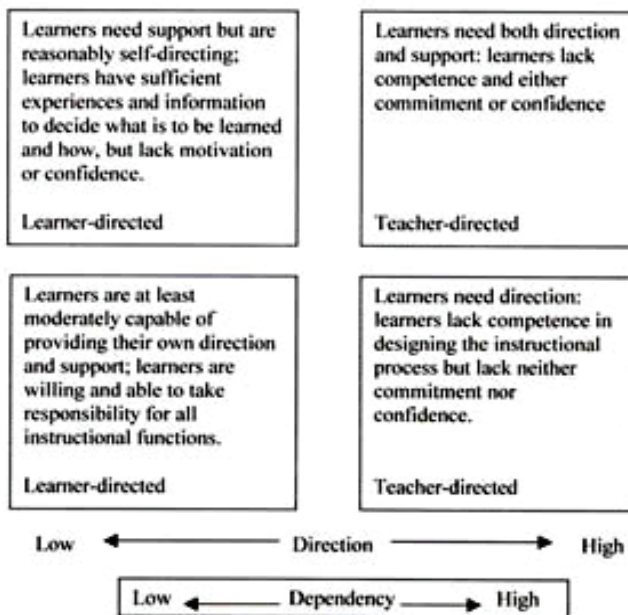 Learners need support but are
reasonably self-directing;
learners have sufficient
experiences and information
to decide what is to be learned
and how, but lack motivation
or confidence.
Learner-directed
Learners need both direction
and support: learners lack
competence and either
commitment or confidence
Teacher-directed
Learners are at least
moderately capable of
providing their own direction
and support; learners are
willing and able to take
responsibility for all
instructional functions.
Learner-directed
Learners need direction:
learners lack competence in
designing the instructional
process but lack neither
commitment nor
confidence.
Teacher-directed
Low Direction High
Low Dependency High